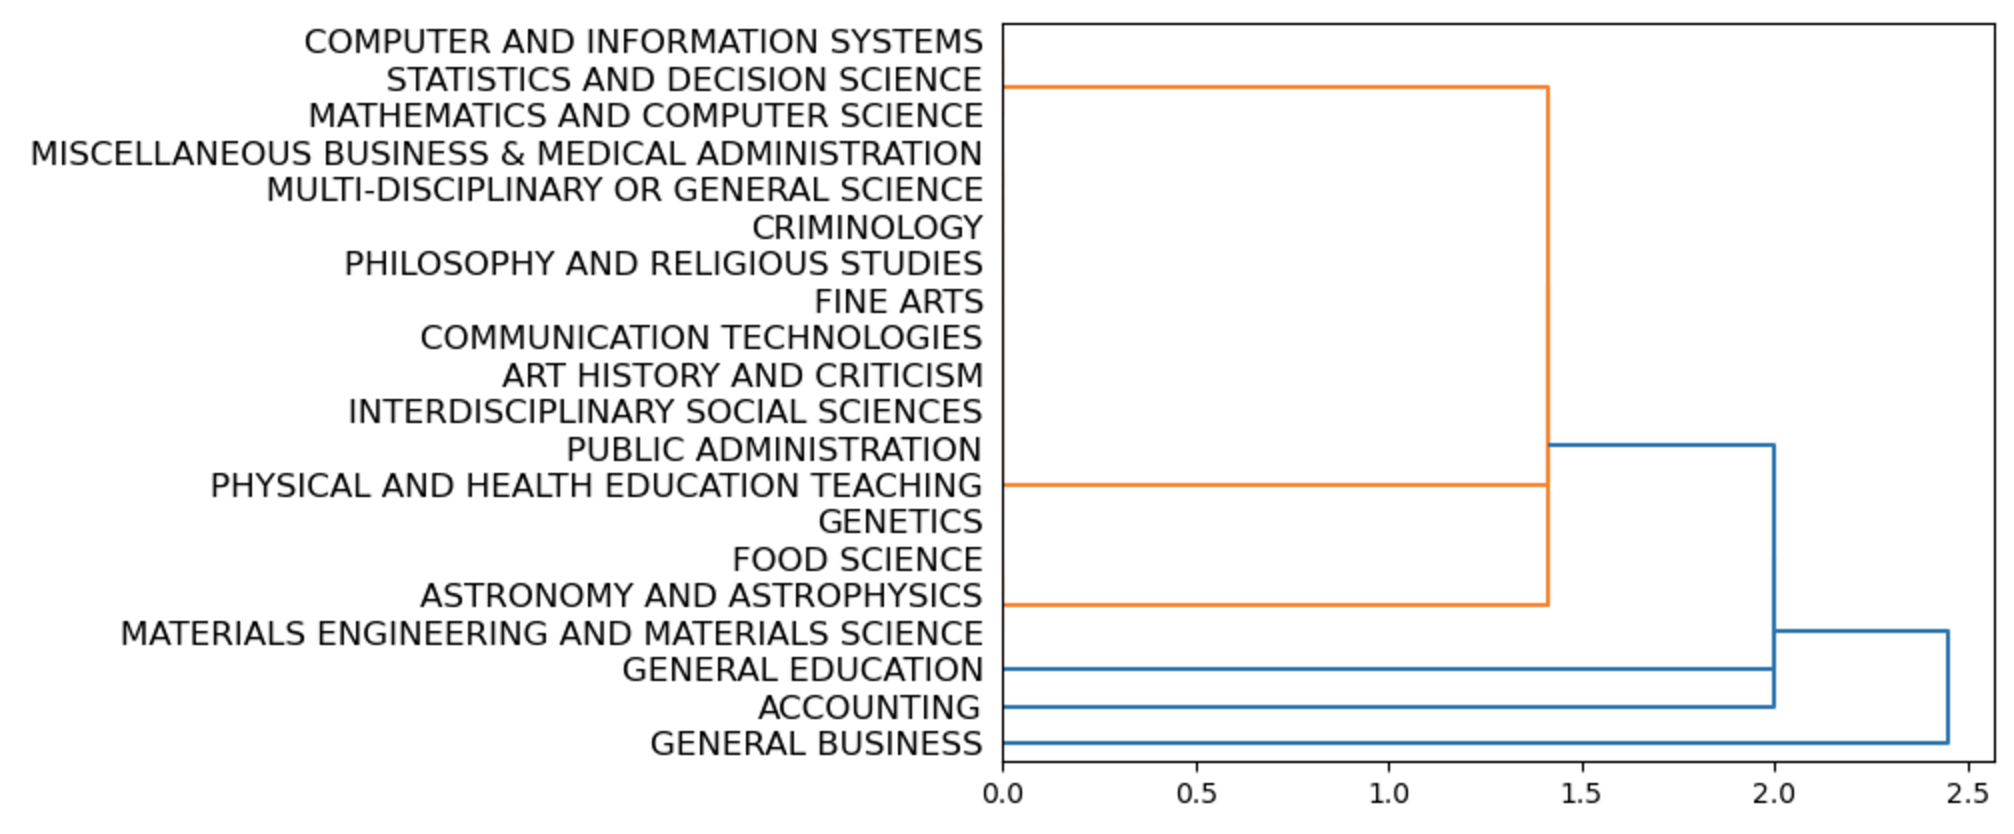 COMPUTER AND INFORMATION SYSTEMS
STATISTICS AND DECISION SCIENCE
MATHEMATICS AND COMPUTER SCIENCE
MISCELLANEOUS BUSINESS & MEDICAL ADMINISTRATION
MULTI-DISCIPLINARY OR GENERAL SCIENCE
CRIMINOLOGY
PHILOSOPHY AND RELIGIOUS STUDIES
FINE ARTS
COMMUNICATION TECHNOLOGIES
ART HISTORY AND CRITICISM
INTERDISCIPLINARY SOCIAL SCIENCES
PUBLIC ADMINISTRATION
PHYSICAL AND HEALTH EDUCATION TEACHING
GENETICS
FOOD SCIENCE
ASTRONOMY AND ASTROPHYSICS
MATERIALS ENGINEERING AND MATERIALS SCIENCE
GENERAL EDUCATION
ACCOUNTING
GENERAL BUSINESS
0.0 0.5 1.0 1.5 2.0 2.5